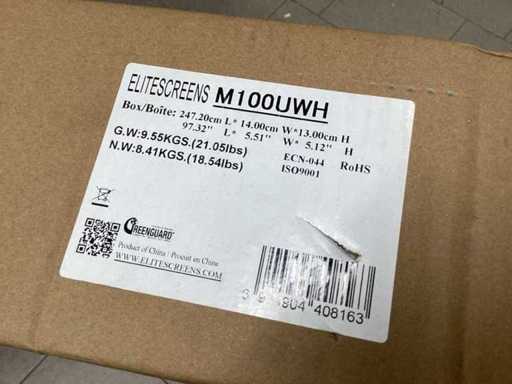 ELITESCREENS M100UWH
Box/Boîte: 247.20cm L* 14.00cm W*13.00cm H
97.32" L* 5.51" W* 5.12" H
G.W:9.55KGS.(21.05lbs)
N.W:8.41KGS.(18.54lbs)
ECN-044 RoHS
ISO9001
GREENGUARD
Product of China / Produit en Chine
WWW.ELITESCREENS.COM
904 408163